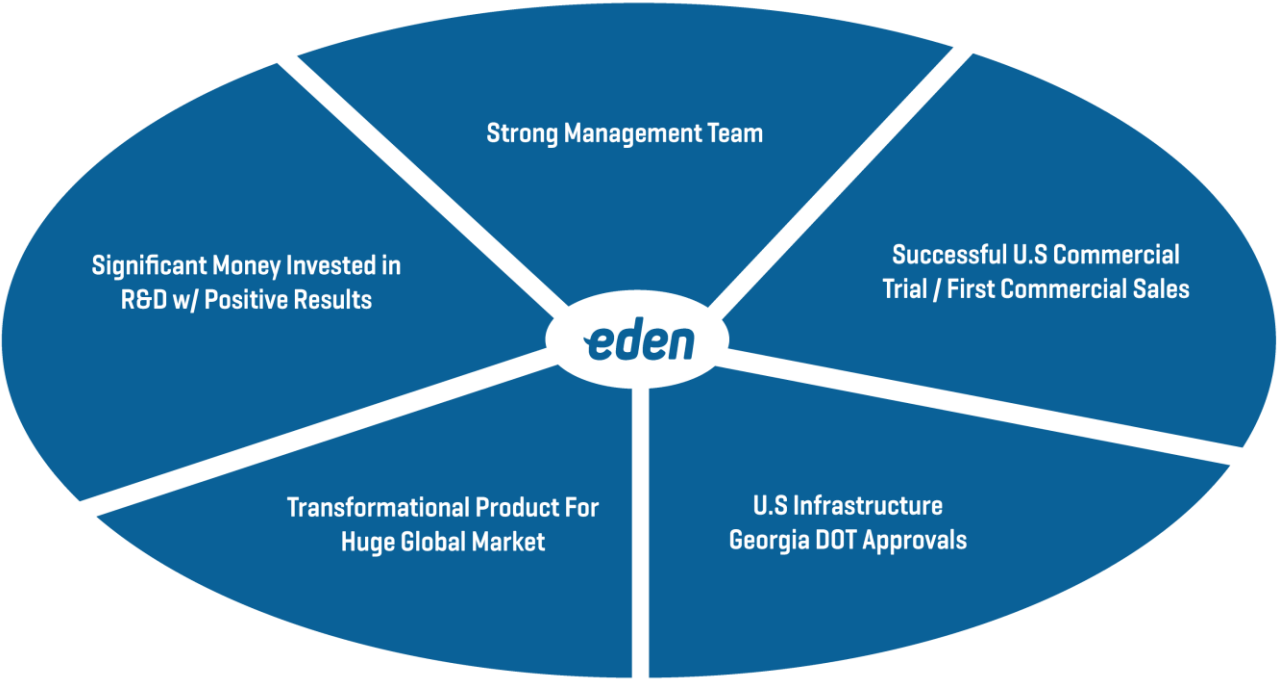 Strong Management Team
Significant Money Invested in
R&D w/ Positive Results
Successful U.S Commercial
Trial / First Commercial Sales
eden
Transformational Product For
Huge Global Market
U.S Infrastructure
Georgia DOT Approvals